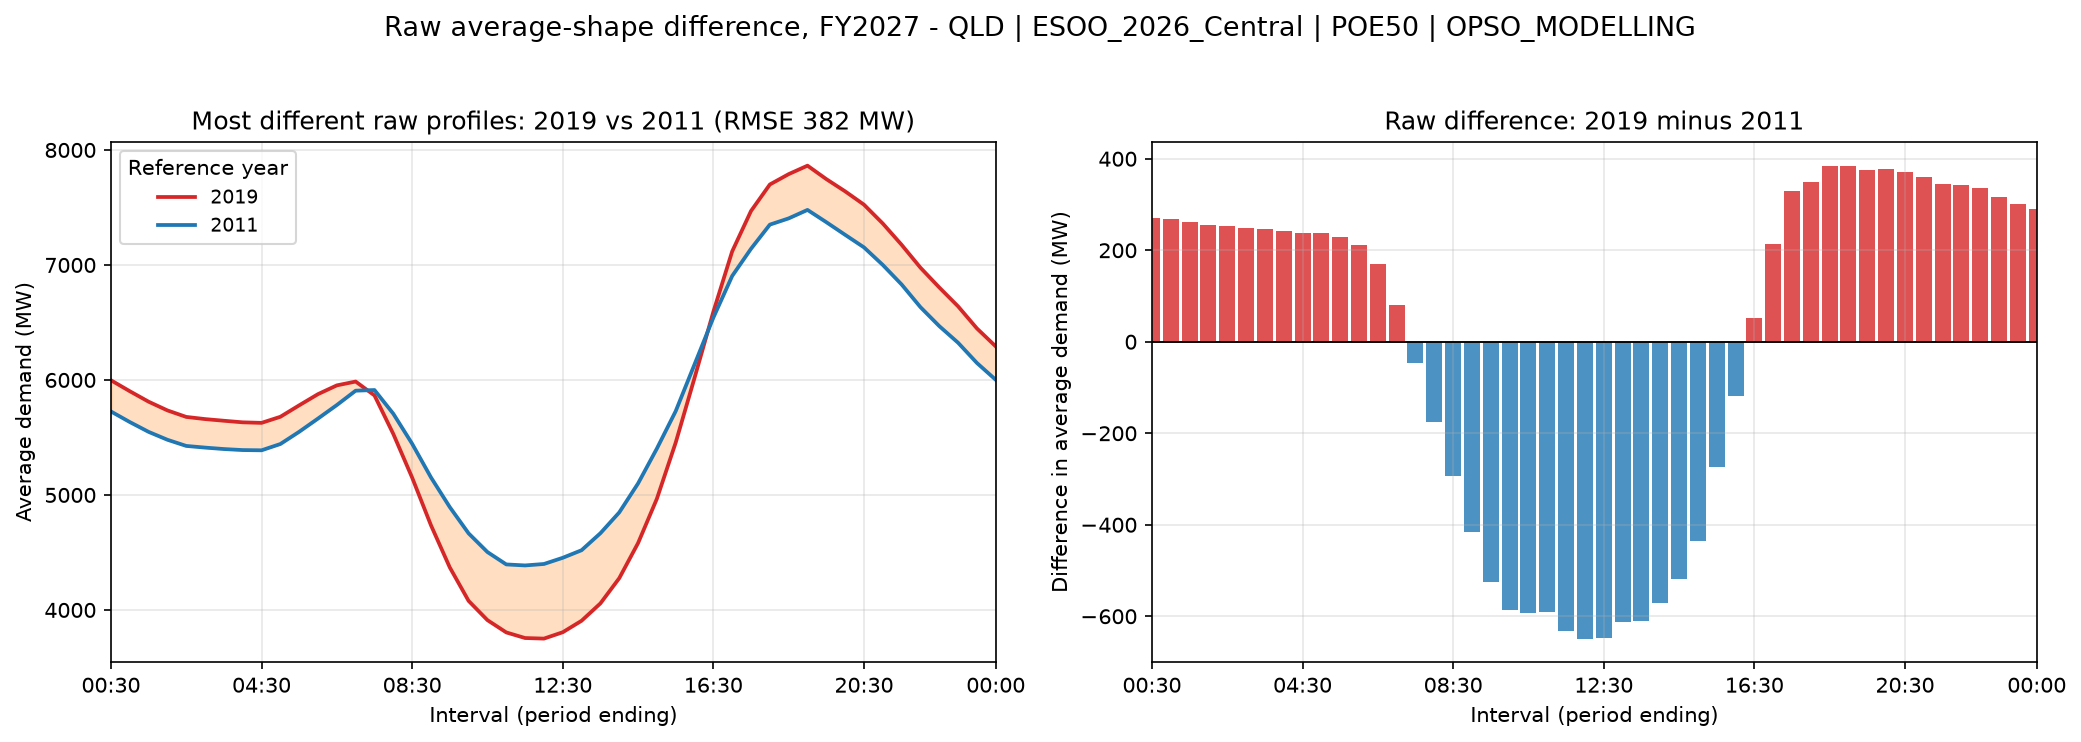 Raw average-shape difference, FY2027 - QLD | ESOO_2026_Central | POE50 | OPSO_MODELLING
Most different raw profiles: 2019 vs 2011 (RMSE 382 MW)
Average demand (MW)
8000
7000
6000
5000
4000
Reference year
2019
2011
00:30 04:30 08:30 12:30 16:30 20:30 00:00
Interval (period ending)
Raw difference: 2019 minus 2011
Difference in average demand (MW)
400
200
0
−200
−400
−600
00:30 04:30 08:30 12:30 16:30 20:30 00:00
Interval (period ending)